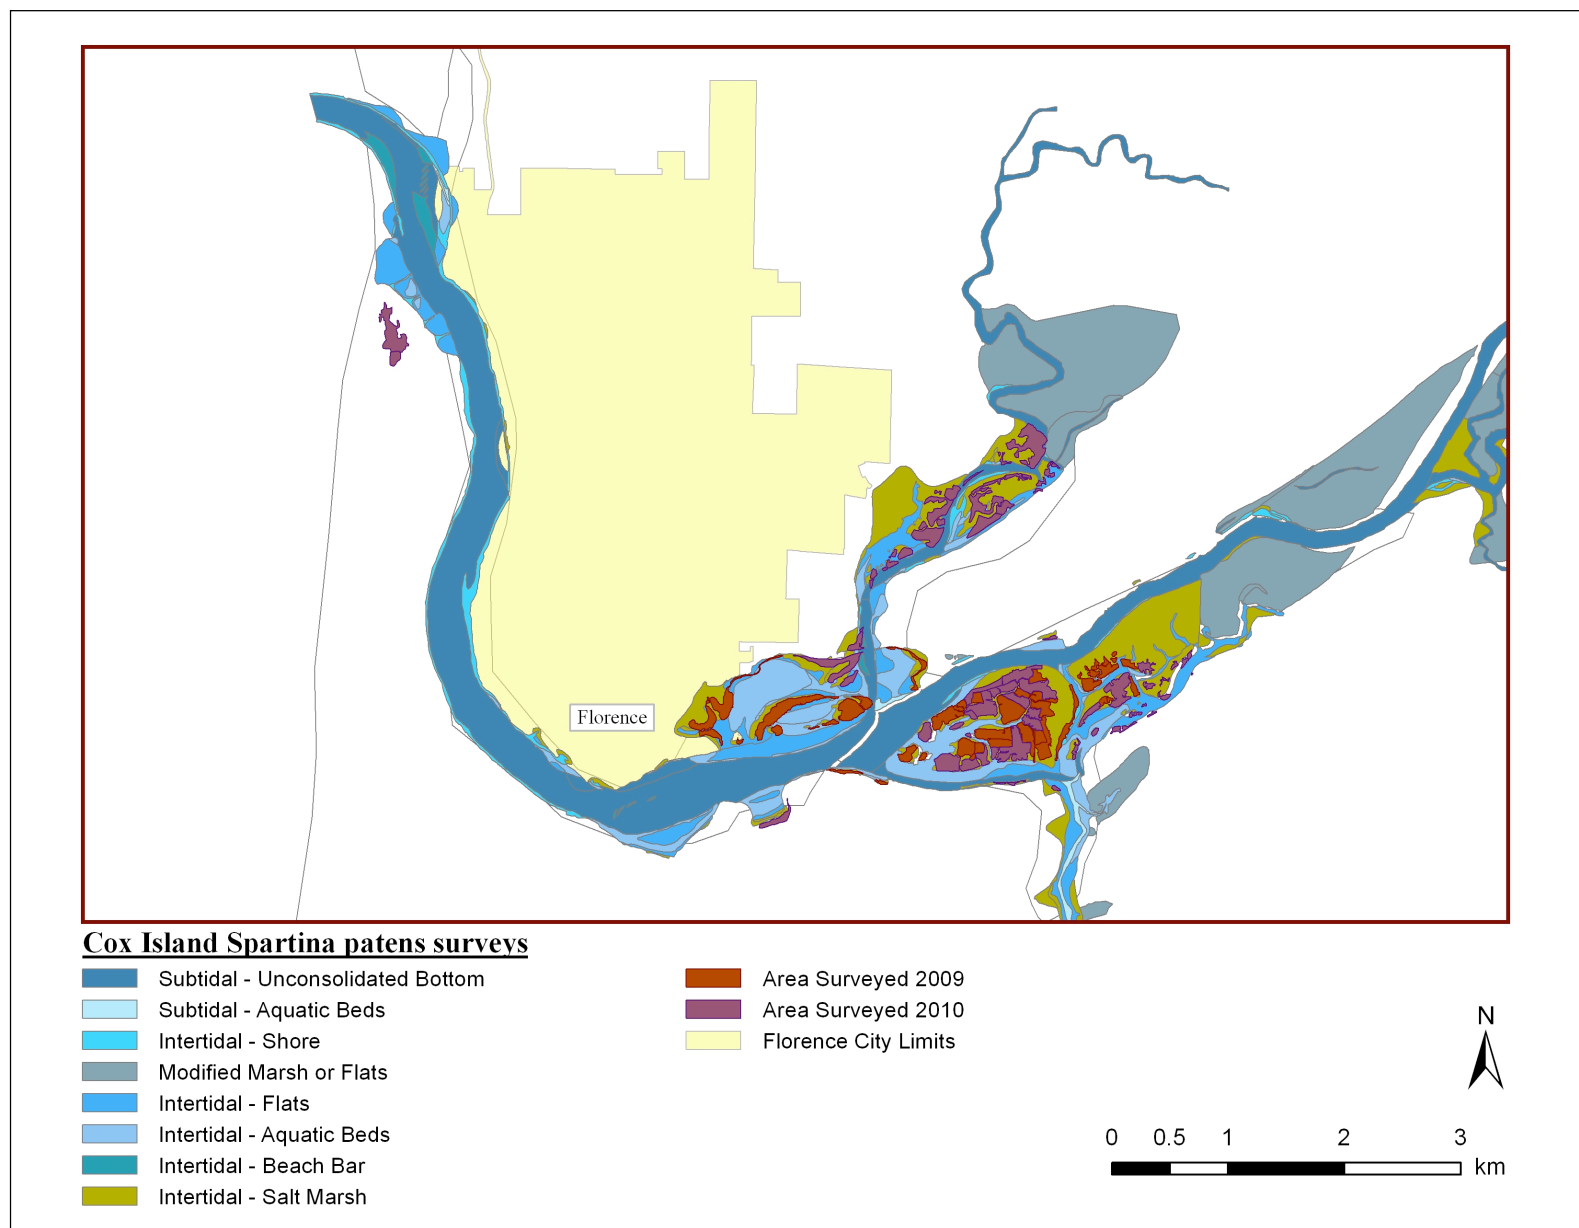 Florence
Cox Island Spartina patens surveys
Subtidal - Unconsolidated Bottom
Subtidal - Aquatic Beds
Intertidal - Shore
Modified Marsh or Flats
Intertidal - Flats
Intertidal - Aquatic Beds
Intertidal - Beach Bar
Intertidal - Salt Marsh
Area Surveyed 2009
Area Surveyed 2010
Florence City Limits
N
0 0.5 1 2 3
km